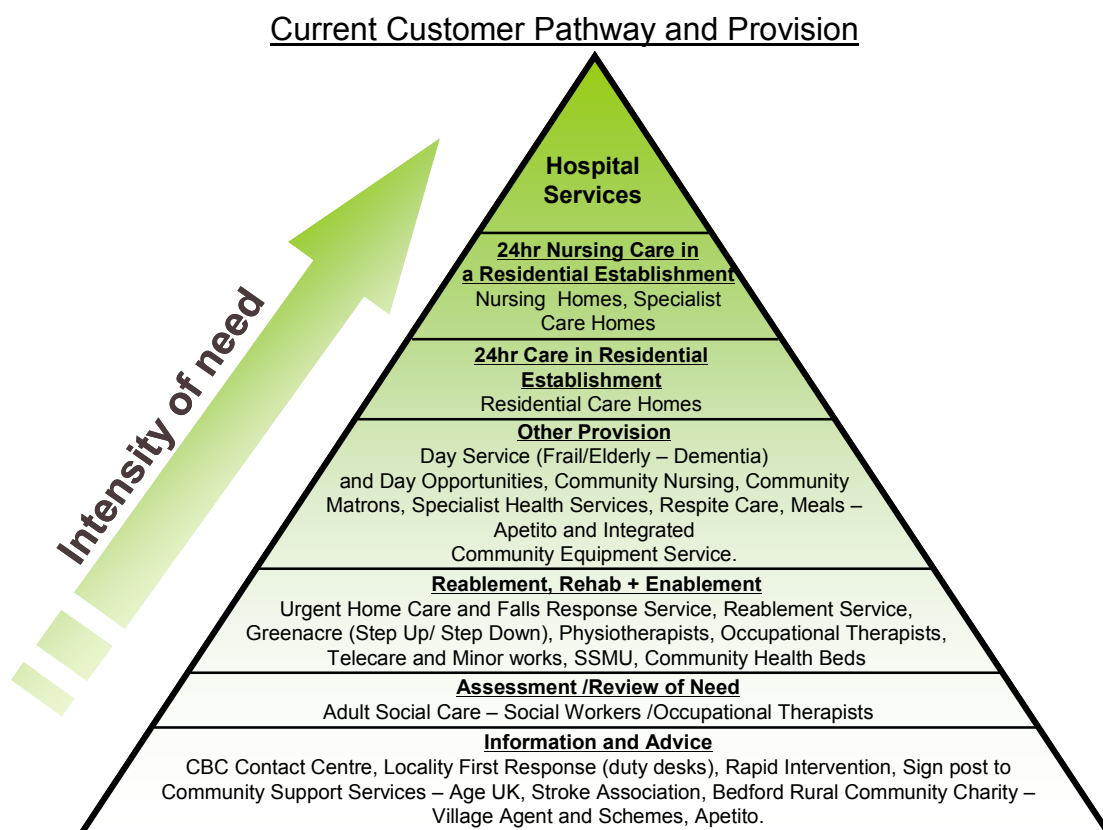 Current Customer Pathway and Provision
Hospital
Services
24hr Nursing Care in
a Residential Establishment
Nursing Homes, Specialist
Care Homes
24hr Care in Residential
Establishment
Residential Care Homes
Other Provision
Day Service (Frail/Elderly – Dementia)
and Day Opportunities, Community Nursing, Community
Matrons, Specialist Health Services, Respite Care, Meals –
Apetito and Integrated
Community Equipment Service.
Reablement, Rehab + Enablement
Urgent Home Care and Falls Response Service, Reablement Service,
Greenacre (Step Up/ Step Down), Physiotherapists, Occupational Therapists,
Telecare and Minor works, SSMU, Community Health Beds
Assessment /Review of Need
Adult Social Care – Social Workers /Occupational Therapists
Information and Advice
CBC Contact Centre, Locality First Response (duty desks), Rapid Intervention, Sign post to
Community Support Services – Age UK, Stroke Association, Bedford Rural Community Charity –
Village Agent and Schemes, Apetito.
Intensity of need